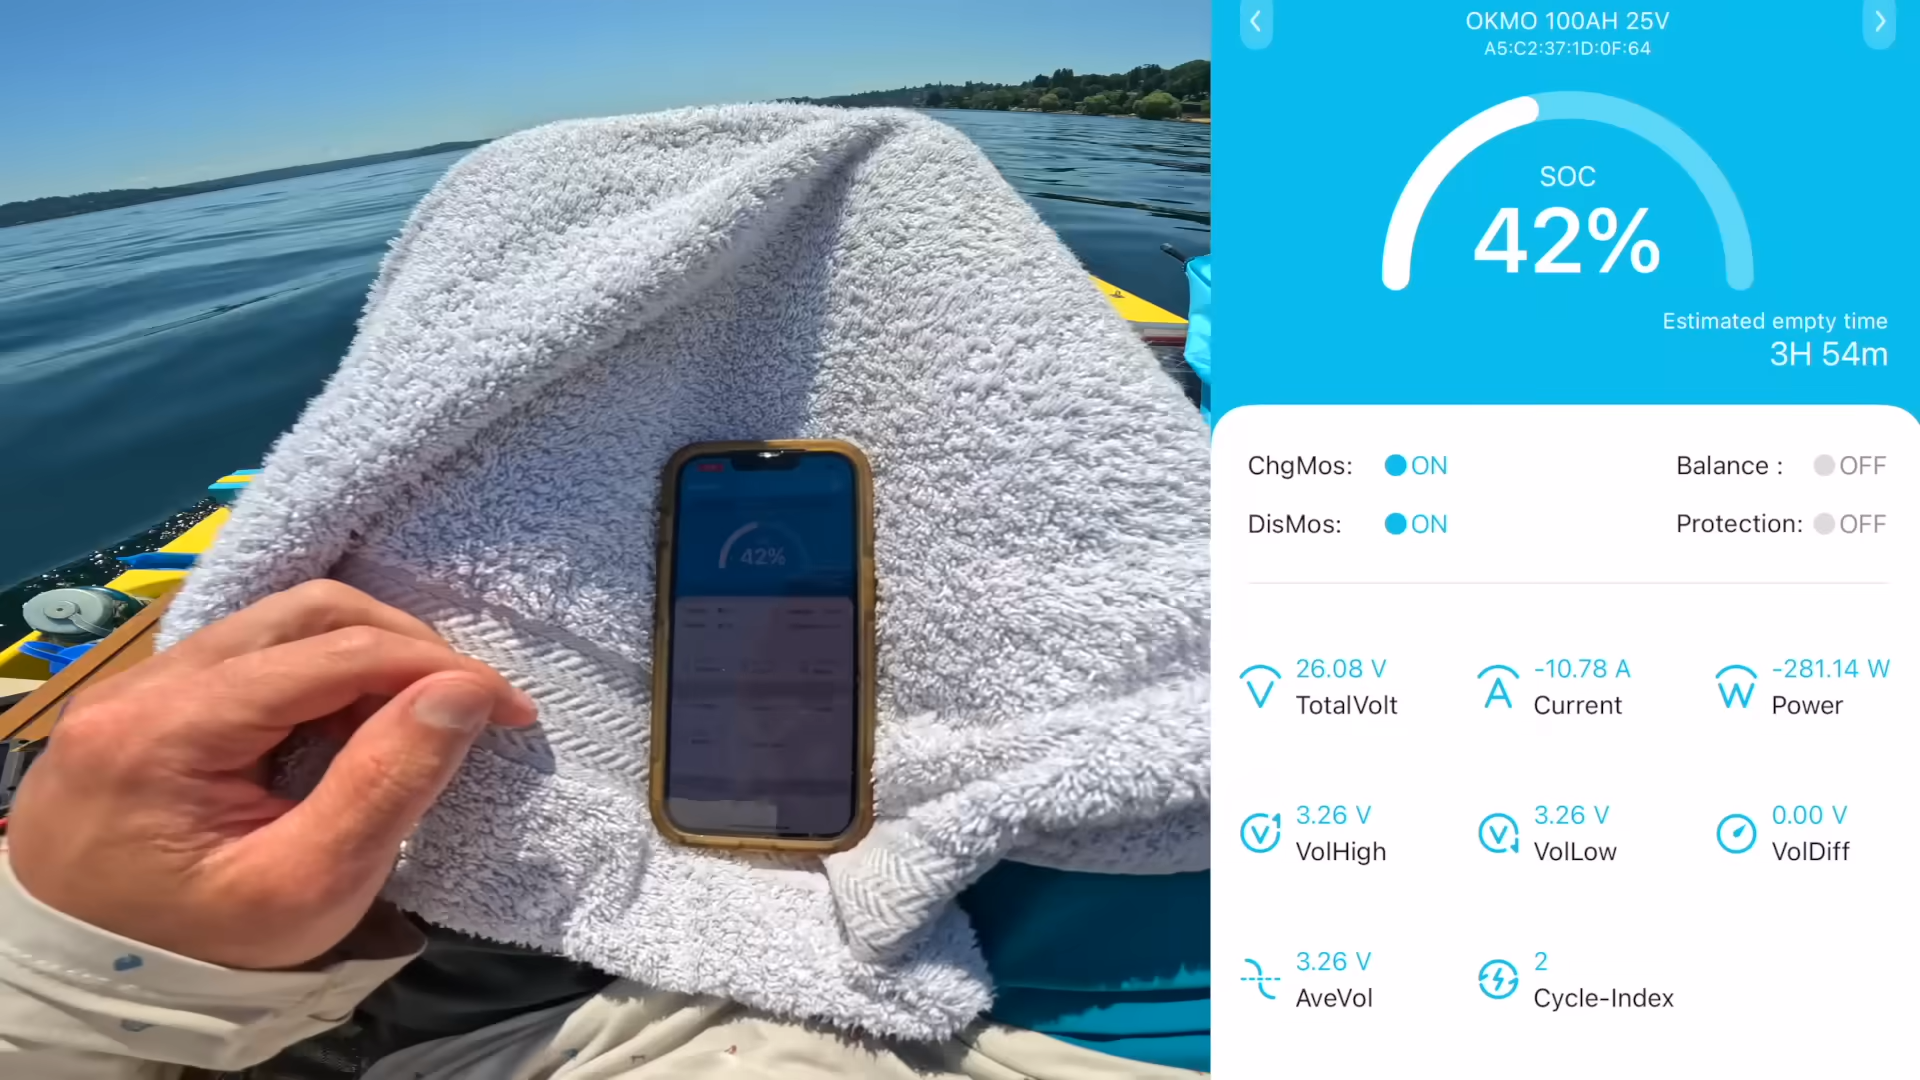 42%
OKMO 100AH 25V
A5:C2:37:1D:0F:64
SOC
42%
Estimated empty time
3H 54m
ChgMos: ON
Balance : OFF
DisMos: ON
Protection: OFF
26.08 V
TotalVolt
-10.78 A
Current
-281.14 W
Power
3.26 V
VolHigh
3.26 V
VolLow
0.00 V
VolDiff
3.26 V
AveVol
2
Cycle-Index